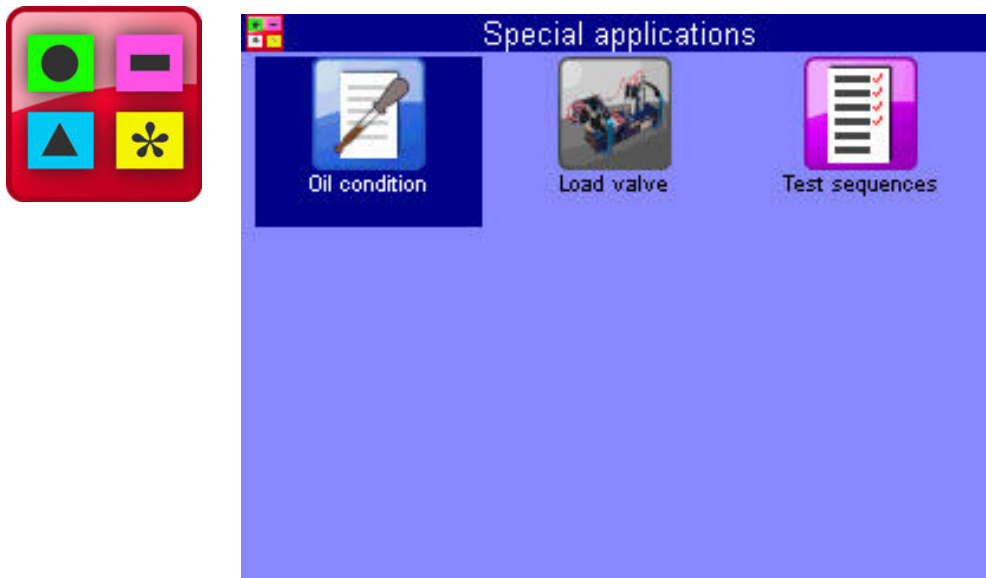 Special applications
Oil condition
Load valve
Test sequences